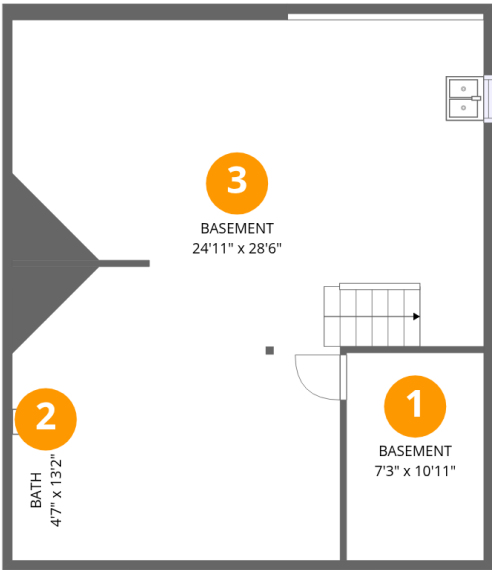 3
BASEMENT
24'11" x 28'6"
1
BASEMENT
7'3" x 10'11"
2
BATH
4'7" x 13'2"